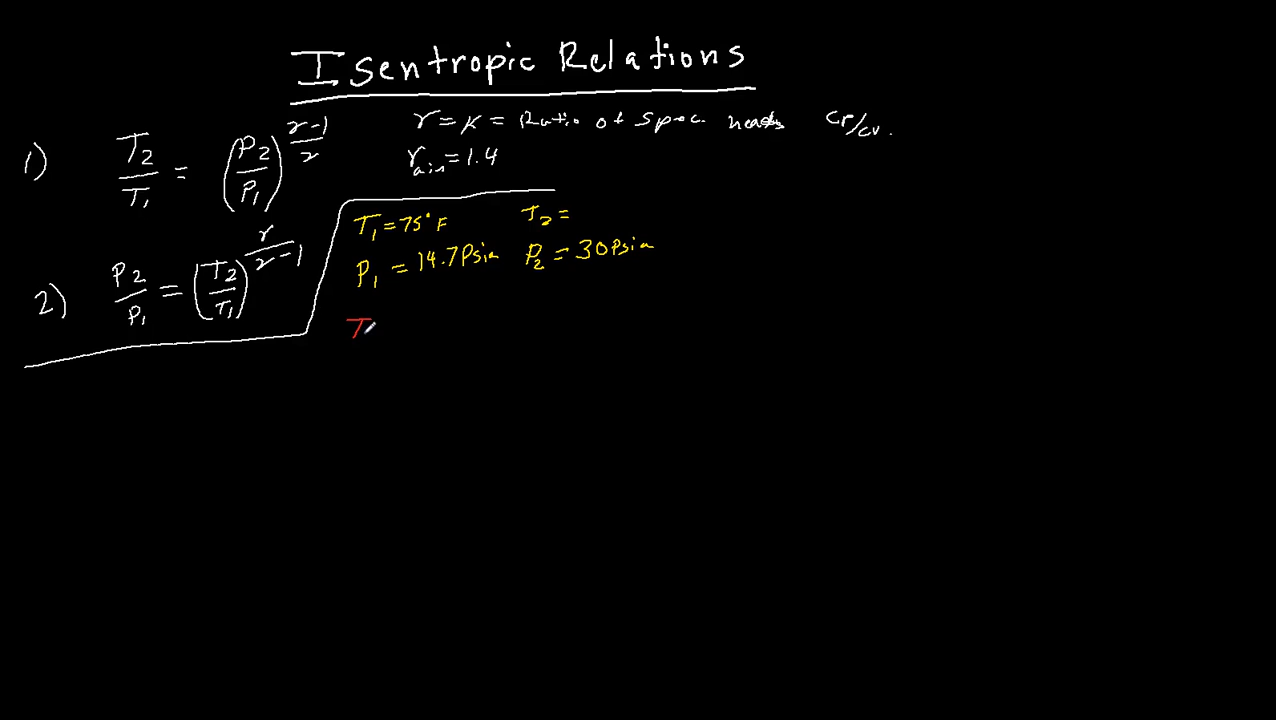 Isentropic Relations
γ = K = Ratio of Spec. heats Cp/Cv.
γair = 1.4
1) T2/T1 = (P2/P1)^(γ-1/γ)
T1 = 75°F T2 =
P1 = 14.7 Psia P2 = 30 Psia
2) P2/P1 = (T2/T1)^(γ/γ-1)
T